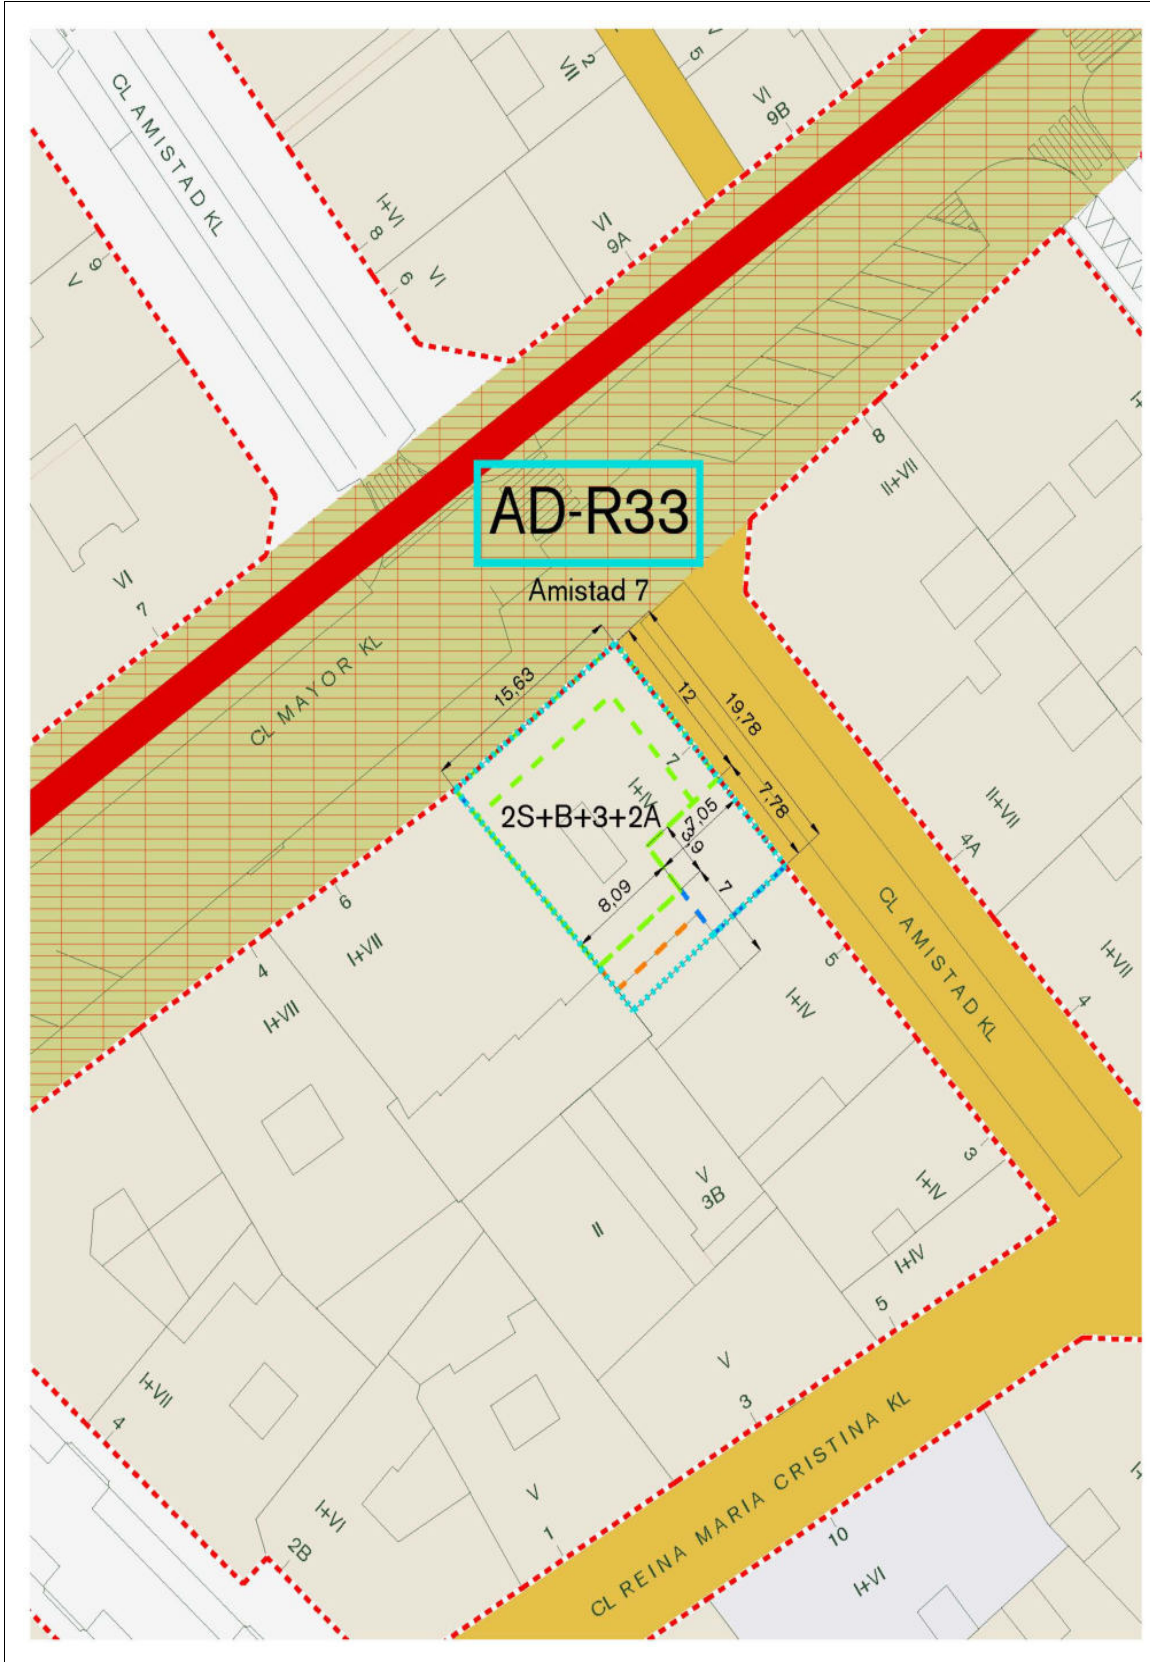 CL AMISTAD KL
VII
2
V
5
VI
9B
I+VI
8
6
VI
VI
9A
9
V
8
II+VII
VI
7
AD-R33
Amistad 7
CL MAYOR KL
15,63
12
19,78
7,78
7
I+IV
2S+B+3+2A
7,05
3,9
8,09
7
II+VII
4A
CL AMISTAD KL
I+VII
4
6
I+VII
4
I+VII
5
I+IV
3
I+IV
V
3B
II
I+IV
5
V
3
I+VII
4
V
1
I+VI
2B
CL REINA MARIA CRISTINA KL
10
I+VI